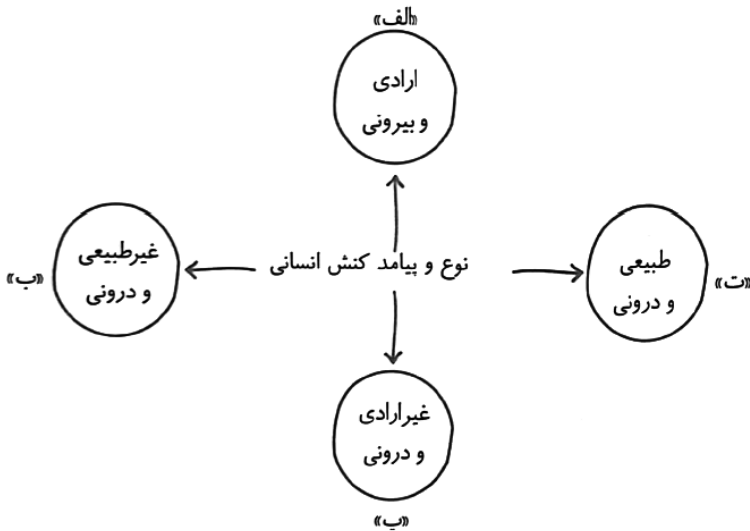 «الف»
ارادی
و بیرونی
نوع و پیامد کنش انسانی
طبیعی
و درونی
«ت»
غیرطبیعی
و درونی
«ب»
غیرارادی
و درونی
«پ»